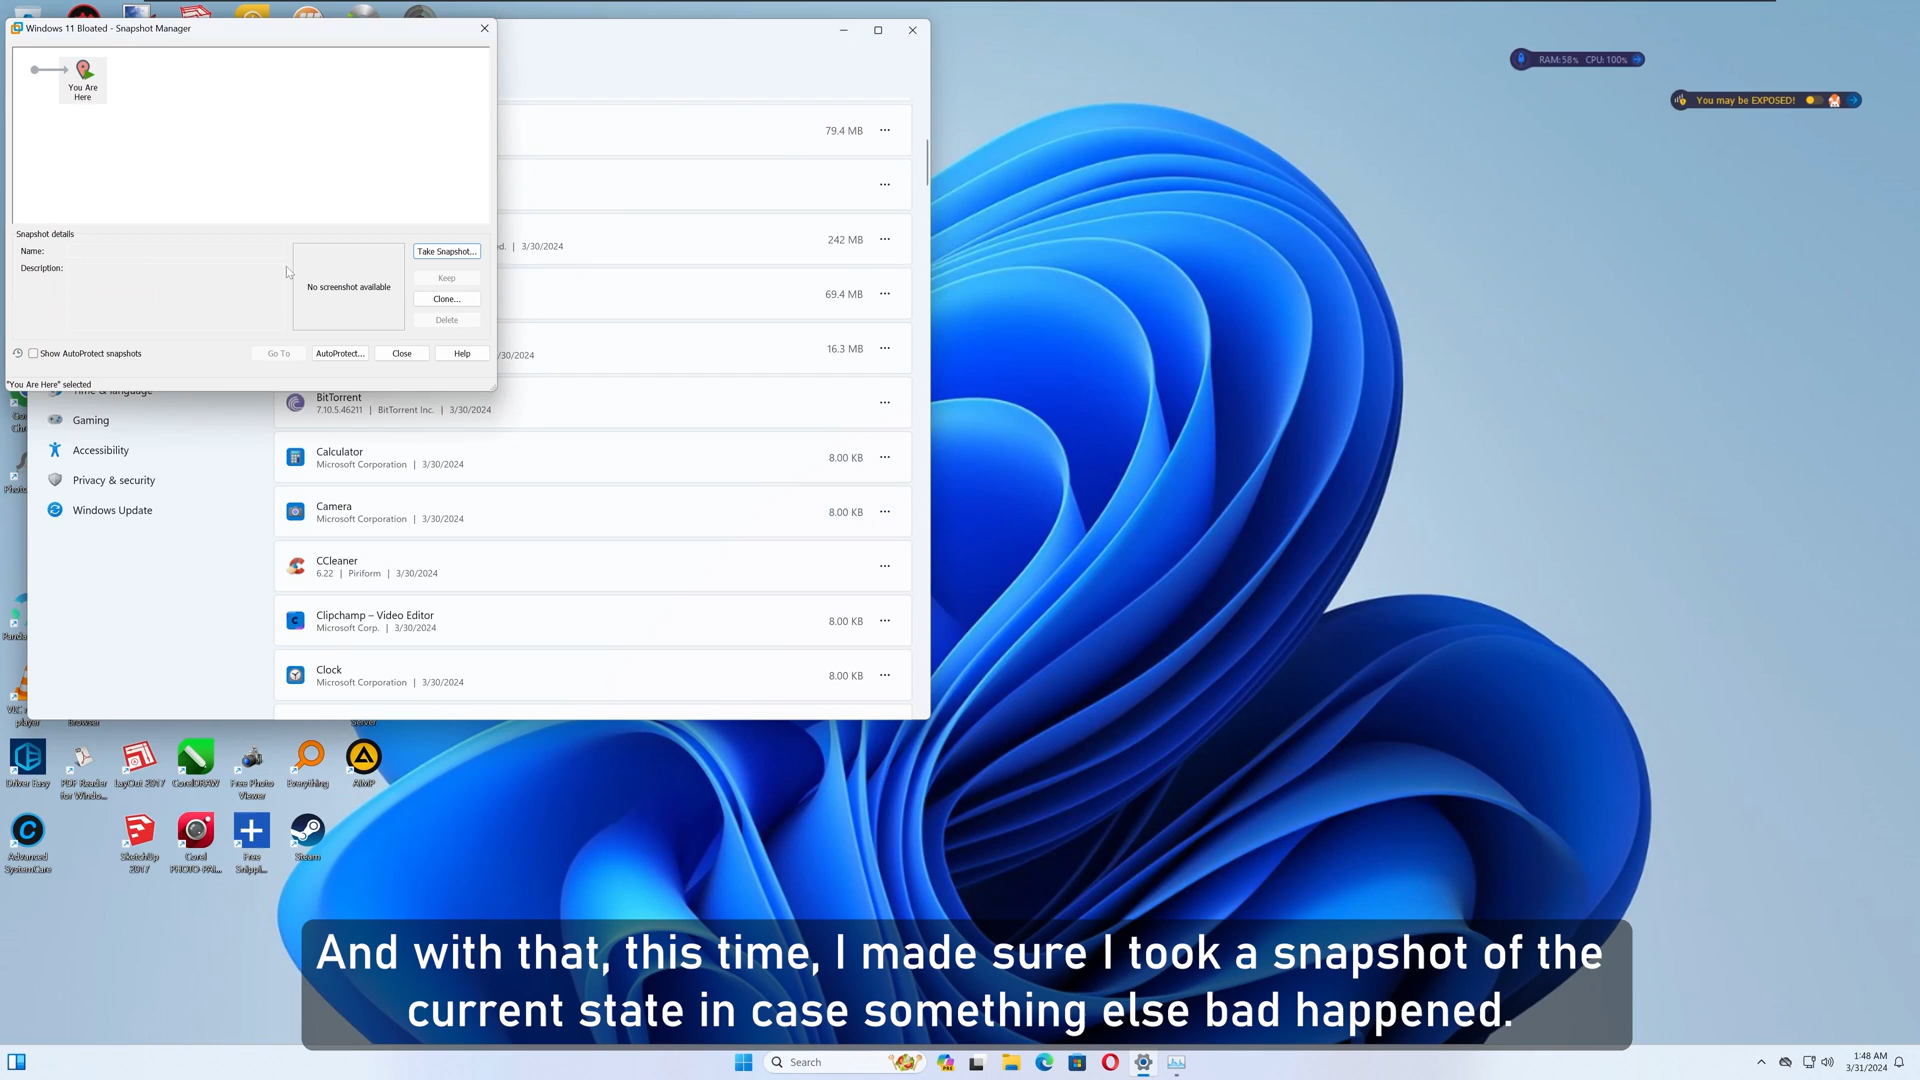 Windows 11 Bloated - Snapshot Manager
You Are
Here
Snapshot details
Name:
Description:
No screenshot available
Take Snapshot...
Keep
Clone...
Delete
Show AutoProtect snapshots
Go To
AutoProtect...
Close
Help
"You Are Here" selected
79.4 MB
3/30/2024
242 MB
69.4 MB
/30/2024
16.3 MB
RAM:58% CPU:100%
You may be EXPOSED!
Time & language
Gaming
Accessibility
Privacy & security
Windows Update
BitTorrent
7.10.5.46211 | BitTorrent Inc. | 3/30/2024
Calculator
Microsoft Corporation | 3/30/2024
8.00 KB
Camera
Microsoft Corporation | 3/30/2024
8.00 KB
CCleaner
6.22 | Piriform | 3/30/2024
Clipchamp – Video Editor
Microsoft Corp. | 3/30/2024
8.00 KB
Clock
Microsoft Corporation | 3/30/2024
8.00 KB
player
Browser
Server
Driver Easy
PDF Reader
for Windo...
LayOut 2017
CorelDRAW
Free Photo
Viewer
Everything
AIMP
Advanced
SystemCare
SketchUp
2017
Corel
PHOTO-PAI...
Free
Snippi...
Steam
And with that, this time, I made sure I took a snapshot of the
current state in case something else bad happened.
Search
PRE
1:48 AM
3/31/2024